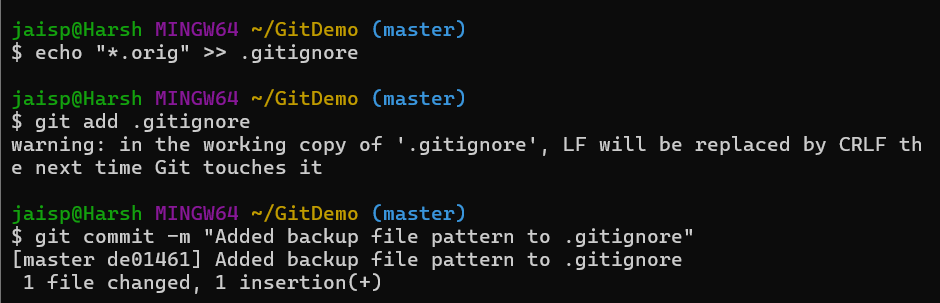 jaisp@Harsh MINGW64 ~/GitDemo (master)
$ echo "*.orig" >> .gitignore
jaisp@Harsh MINGW64 ~/GitDemo (master)
$ git add .gitignore
warning: in the working copy of '.gitignore', LF will be replaced by CRLF th
e next time Git touches it
jaisp@Harsh MINGW64 ~/GitDemo (master)
$ git commit -m "Added backup file pattern to .gitignore"
[master de01461] Added backup file pattern to .gitignore
 1 file changed, 1 insertion(+)